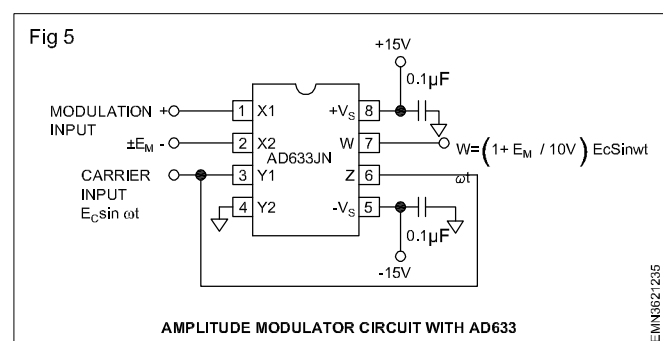 Fig 5
+15V
0.1µF
MODULATION + INPUT
±EM -
CARRIER INPUT
EC sin ωt
1 X1
2 X2
3 Y1
4 Y2
AD633JN
+VS 8
W 7
Z 6
-VS 5
W=(1+ EM / 10V) EcSinwt
ωt
0.1µF
-15V
AMPLITUDE MODULATOR CIRCUIT WITH AD633
EMN3621235